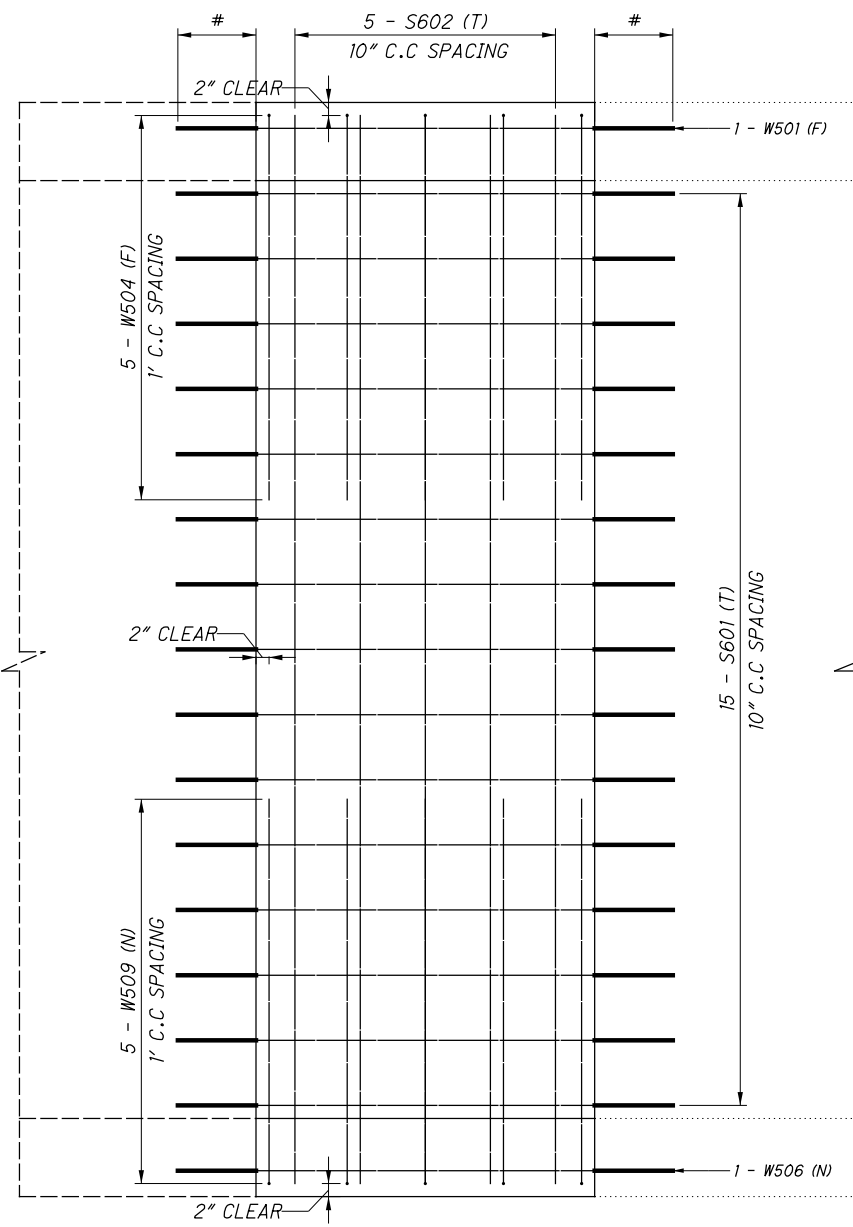 #
5 - S602 (T)
10" C.C SPACING
#
2" CLEAR
1 - W501 (F)
5 - W504 (F)
1' C.C SPACING
2" CLEAR
15 - S601 (T)
10" C.C SPACING
5 - W509 (N)
1' C.C SPACING
1 - W506 (N)
2" CLEAR